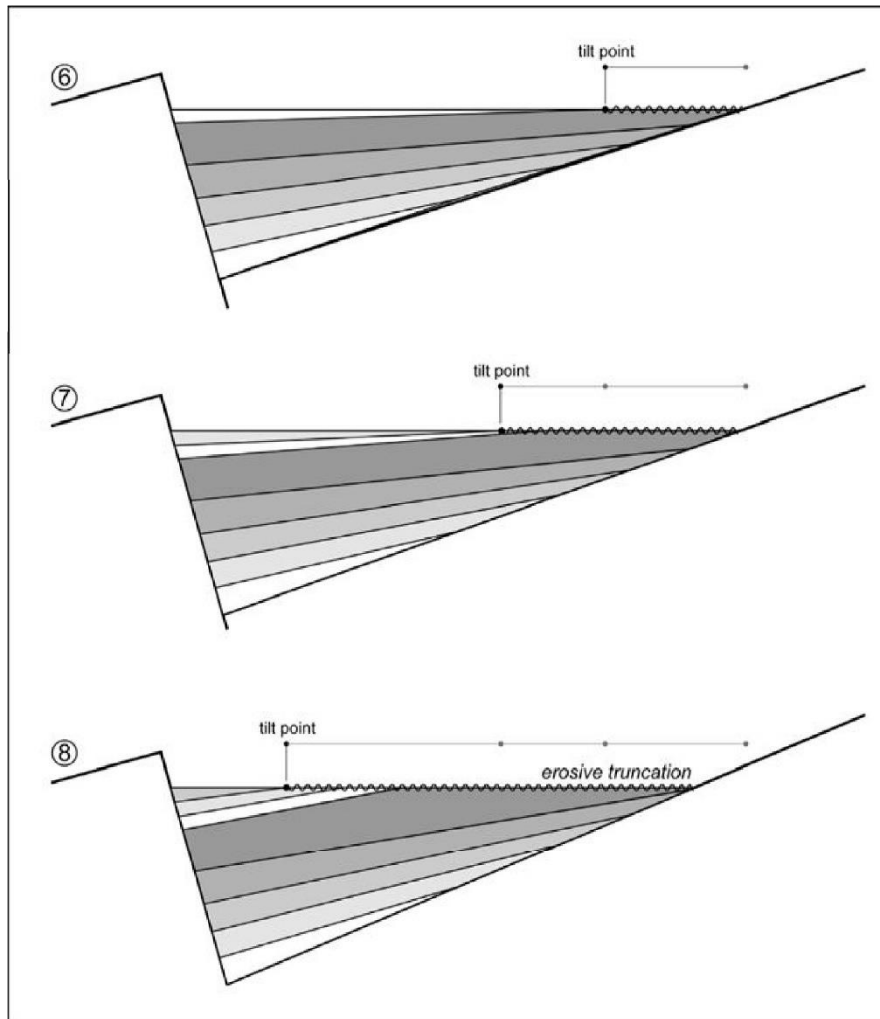 ⑥
tilt point
⑦
tilt point
⑧
tilt point
erosive truncation